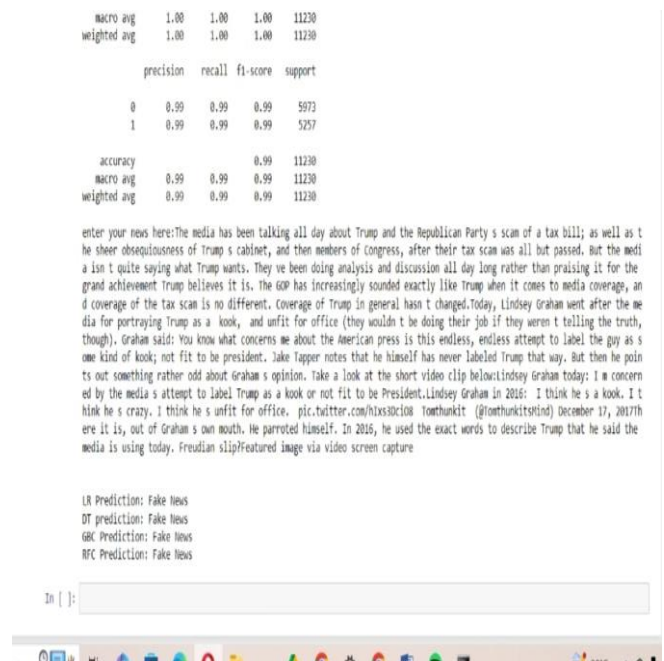 macro avg 1.00 1.00 1.00 11230
weighted avg 1.00 1.00 1.00 11230
precision recall f1-score support
0 0.99 0.99 0.99 5973
1 0.99 0.99 0.99 5257
accuracy 0.99 11230
macro avg 0.99 0.99 0.99 11230
weighted avg 0.99 0.99 0.99 11230
enter your news here:The media has been talking all day about Trump and the Republican Party s scam of a tax bill; as well as t
he sheer obsequiousness of Trump s cabinet, and then members of Congress, after their tax scam was all but passed. But the medi
a isn t quite saying what Trump wants. They ve been doing analysis and discussion all day long rather than praising it for the
grand achievement Trump believes it is. The GOP has increasingly sounded exactly like Trump when it comes to media coverage, an
d coverage of the tax scam is no different. Coverage of Trump in general hasn t changed.Today, Lindsey Graham went after the me
dia for portraying Trump as a kook, and unfit for office (they wouldn t be doing their job if they weren t telling the truth,
though). Graham said: You know what concerns me about the American press is this endless, endless attempt to label the guy as s
ome kind of kook; not fit to be president. Jake Tapper notes that he himself has never labeled Trump that way. But then he poin
ts out something rather odd about Graham s opinion. Take a look at the short video clip below:Lindsey Graham today: I m concern
ed by the media s attempt to label Trump as a kook or not fit to be President.Lindsey Graham in 2016: I think he s a kook. I t
hink he s crazy. I think he s unfit for office. Tomthunkit (@TomthunkitsMind) December 17, 2017Th
ere it is, out of Graham s own mouth. He parroted himself. In 2016, he used the exact words to describe Trump that he said the
media is using today. Freudian slip?Featured image via video screen capture
LR Prediction: Fake News
DT prediction: Fake News
GBC Prediction: Fake News
RFC Prediction: Fake News
In [ ]: